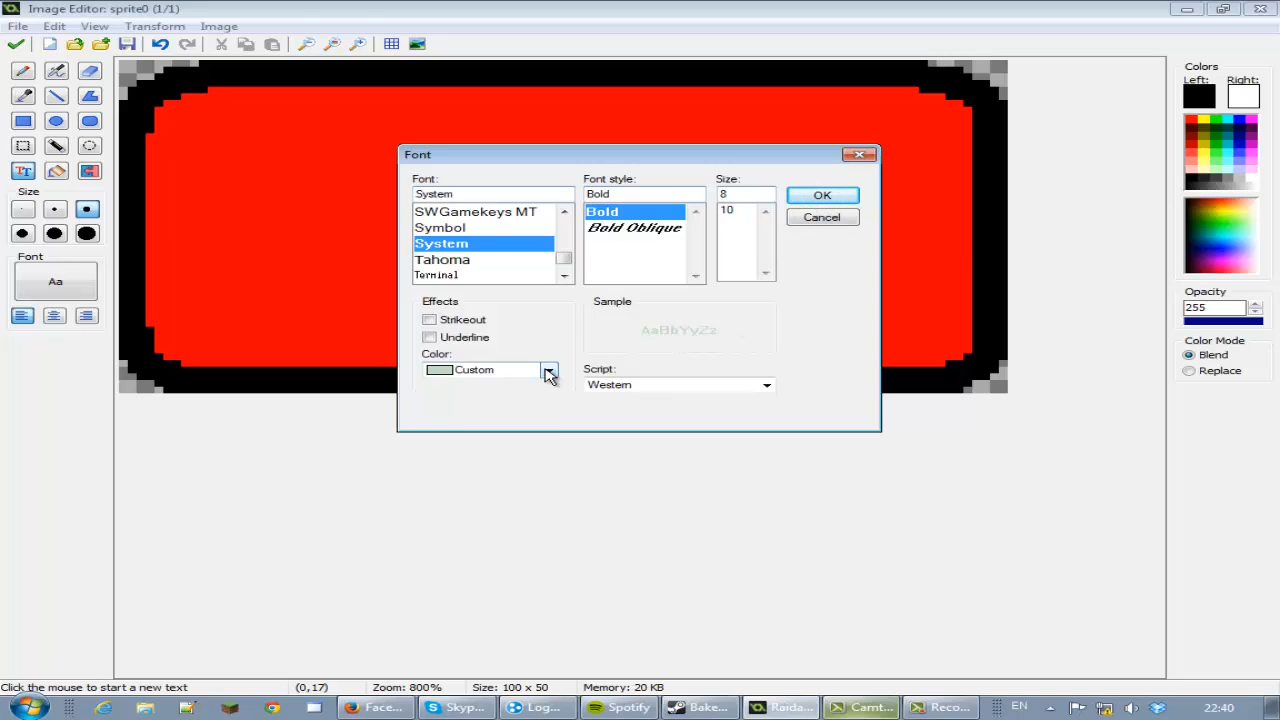 Image Editor: sprite0 (1/1)
File Edit View Transform Image
Colors
Left: Right:
Size
Font
Aa
Opacity
255
Color Mode
Blend
Replace
Font
Font: Font style: Size:
System Bold 8
OK
Cancel
SWGamekeys MT
Symbol
System
Tahoma
Terminal
Bold
Bold Oblique
10
Effects
Strikeout
Underline
Color:
Custom
Sample
AaBbYyZz
Script:
Western
Click the mouse to start a new text (0,17) Zoom: 800% Size: 100 x 50 Memory: 20 KB
Face... Skyp... Log... Spotify Bake... Raida... Camt... Reco... EN 22:40